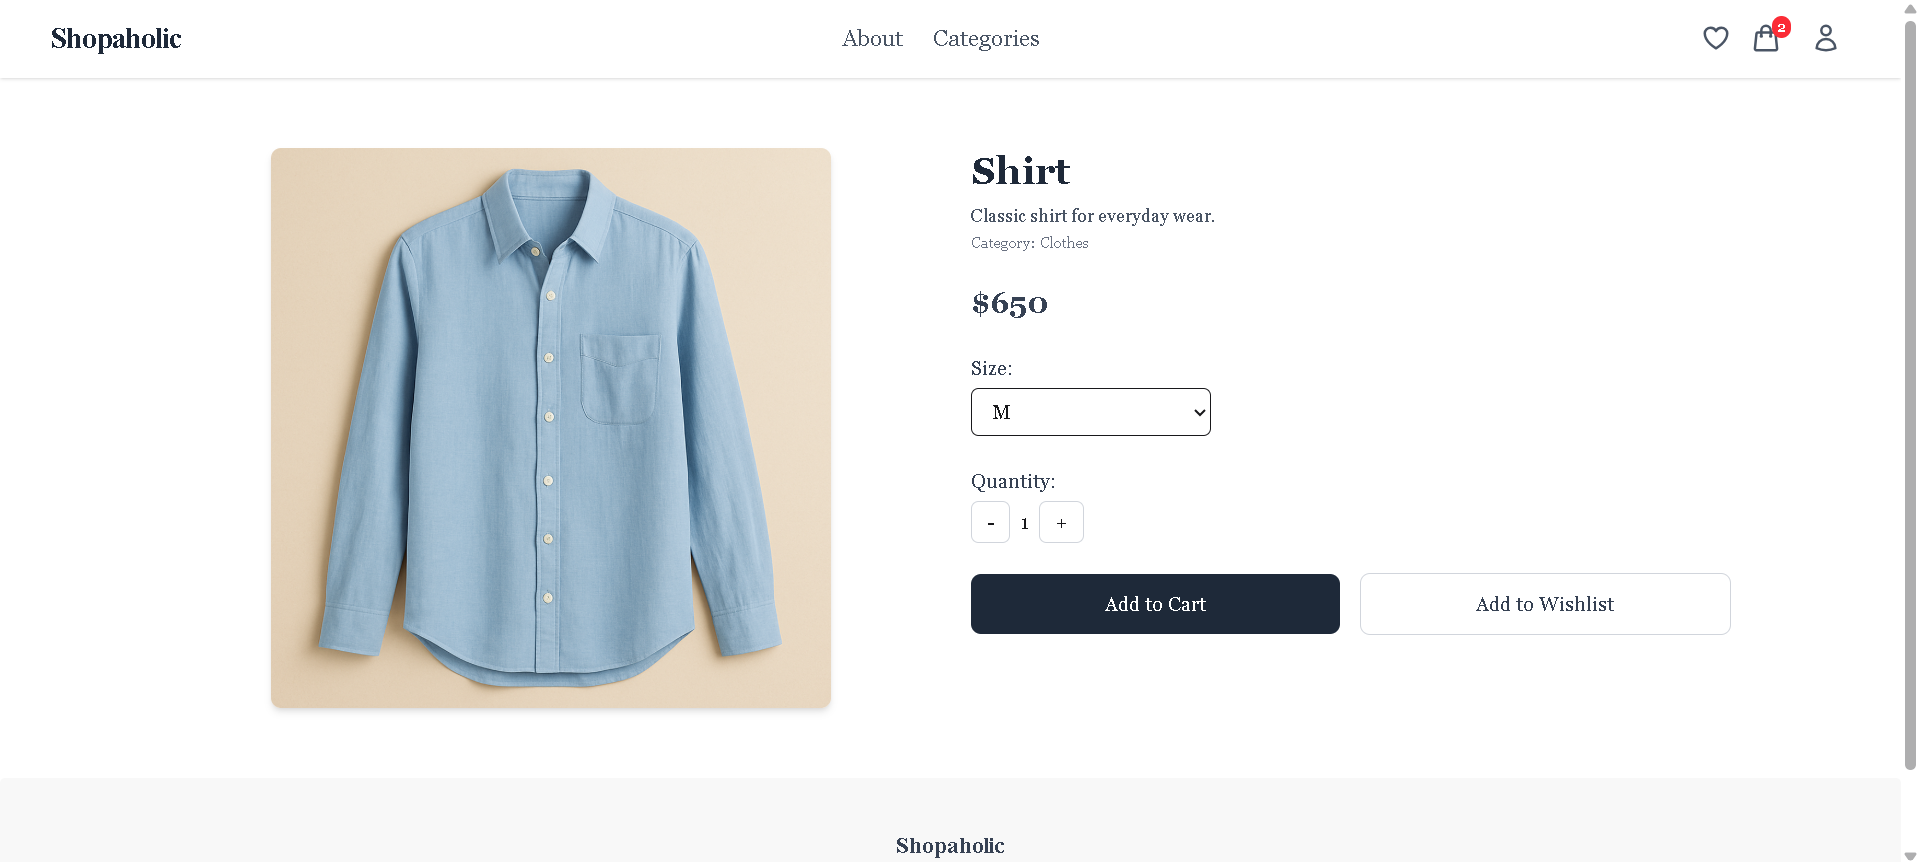 Shopaholic
About Categories
2
Shirt
Classic shirt for everyday wear.
Category: Clothes
$650
Size:
M
Quantity:
- 1 +
Add to Cart Add to Wishlist
Shopaholic